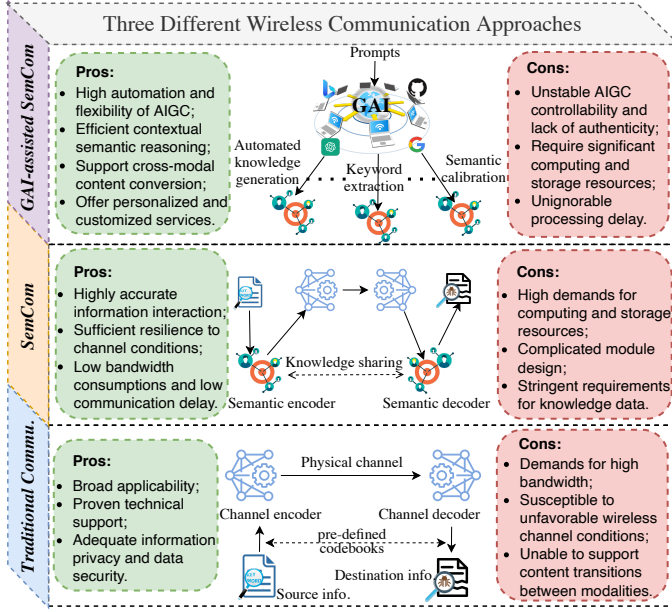 Three Different Wireless Communication Approaches
GAI-assisted SemCom
Pros:
• High automation and
flexibility of AIGC;
• Efficient contextual
semantic reasoning;
• Support cross-modal
content conversion;
• Offer personalized and
customized services.
Prompts
GAI
Automated
knowledge
generation
Keyword
extraction
Semantic
calibration
Cons:
• Unstable AIGC
controllability and
lack of authenticity;
• Require significant
computing and
storage resources;
• Unignorable
processing delay.
SemCom
Pros:
• Highly accurate
information interaction;
• Sufficient resilience to
channel conditions;
• Low bandwidth
consumptions and low
communication delay.
Knowledge sharing
Semantic encoder
Semantic decoder
Cons:
• High demands for
computing and storage
resources;
• Complicated module
design;
• Stringent requirements
for knowledge data.
Traditional Commu.
Pros:
• Broad applicability;
• Proven technical
support;
• Adequate information
privacy and data
security.
Physical channel
Channel encoder
Channel decoder
pre-defined
codebooks
KEY
WORD
Source info.
Destination info.
Cons:
• Demands for high
bandwidth;
• Susceptible to
unfavorable wireless
channel conditions;
• Unable to support
content transitions
between modalities.